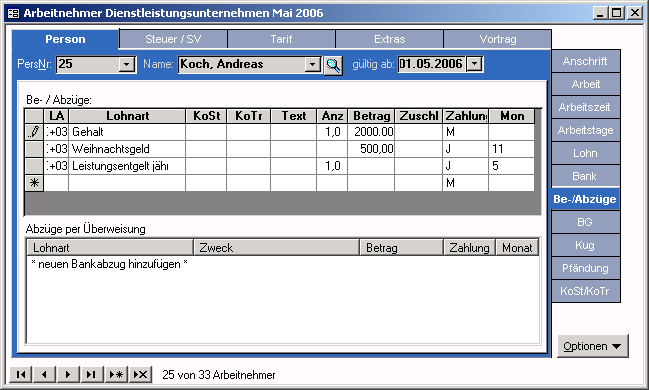 Arbeitnehmer Dienstleistungsunternehmen Mai 2006
Person Steuer / SV Tarif Extras Vortrag
PersNr: 25 Name: Koch, Andreas gültig ab: 01.05.2006
Anschrift
Arbeit
Arbeitszeit
Arbeitstage
Lohn
Bank
Be-/Abzüge
BG
Kug
Pfändung
KoSt/KoTr
Be- / Abzüge:
LA Lohnart KoSt KoTr Text Anz Betrag Zuschl Zahlung Mon
+03 Gehalt 1,0 2000.00 M
+03 Weihnachtsgeld 500,00 J 11
+03 Leistungsentgelt jähr 1,0 J 5
M
Abzüge per Überweisung
Lohnart Zweck Betrag Zahlung Monat
* neuen Bankabzug hinzufügen *
Optionen
25 von 33 Arbeitnehmer